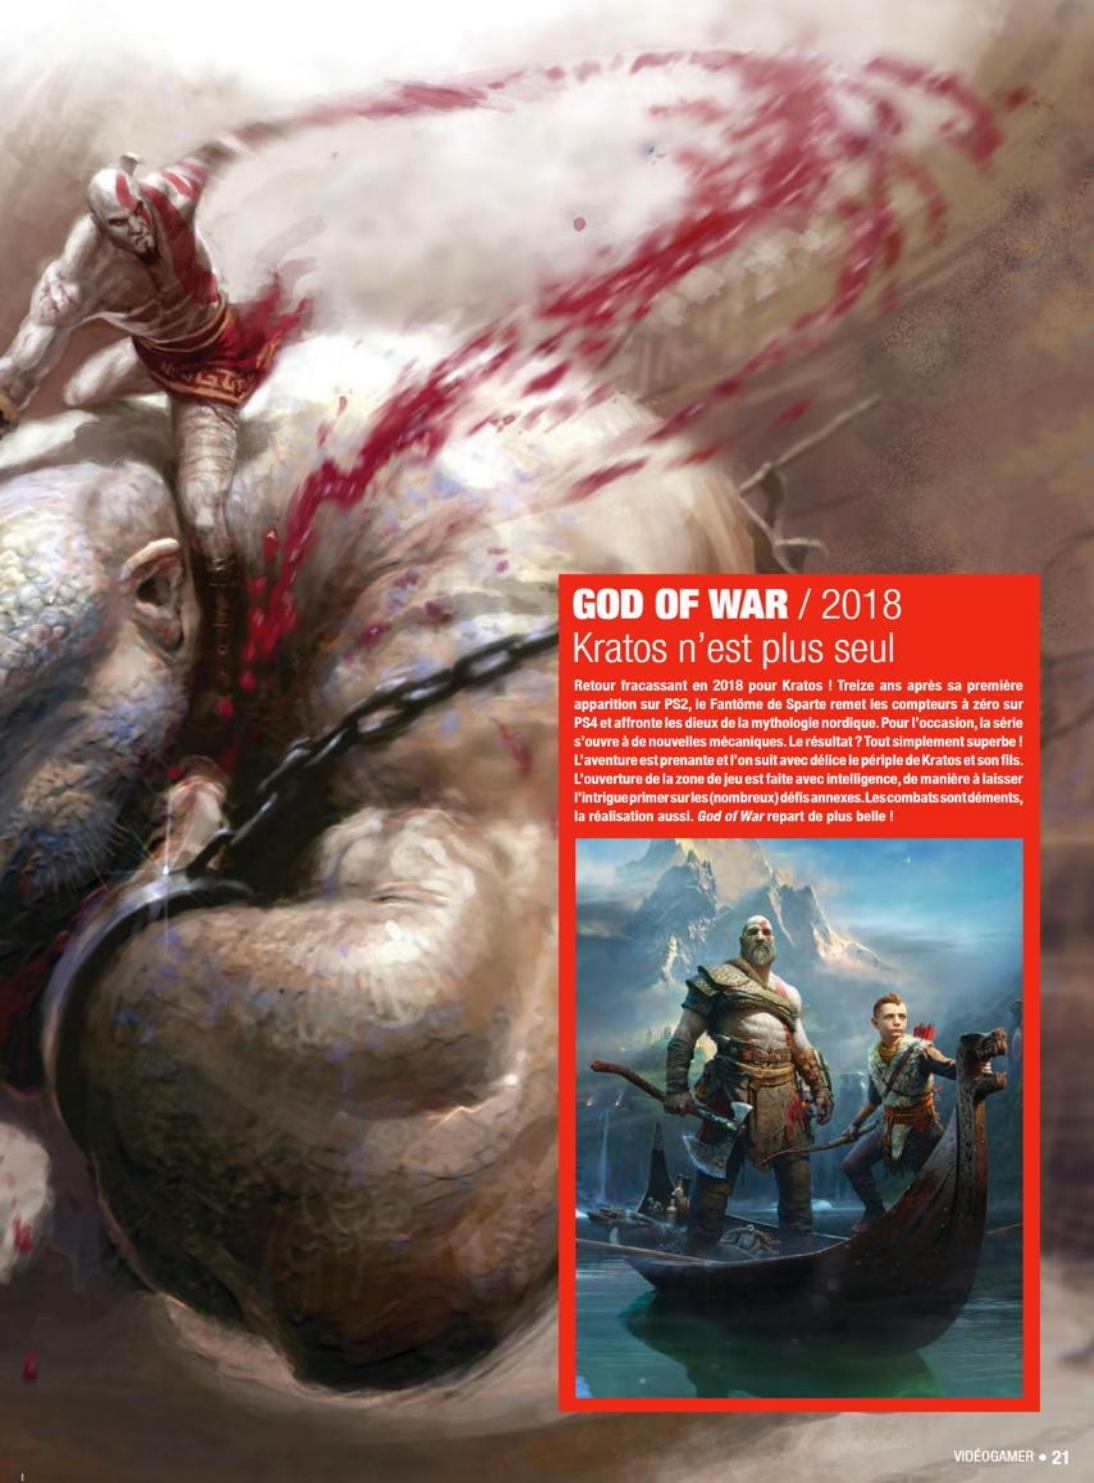 GOD OF WAR / 2018
Kratos n'est plus seul
Retour fracassant en 2018 pour Kratos ! Treize ans après sa première
apparition sur PS2, le Fantôme de Sparte remet les compteurs à zéro sur
PS4 et affronte les dieux de la mythologie nordique. Pour l'occasion, la série
s'ouvre à de nouvelles mécaniques. Le résultat ? Tout simplement superbe !
L'aventure est prenante et l'on suit avec délice le périple de Kratos et son fils.
L'ouverture de la zone de jeu est faite avec intelligence, de manière à laisser
l'intrigue primer sur les (nombreux) défis annexes. Les combats sont déments,
la réalisation aussi. God of War repart de plus belle !
VIDÉOGAMER • 21